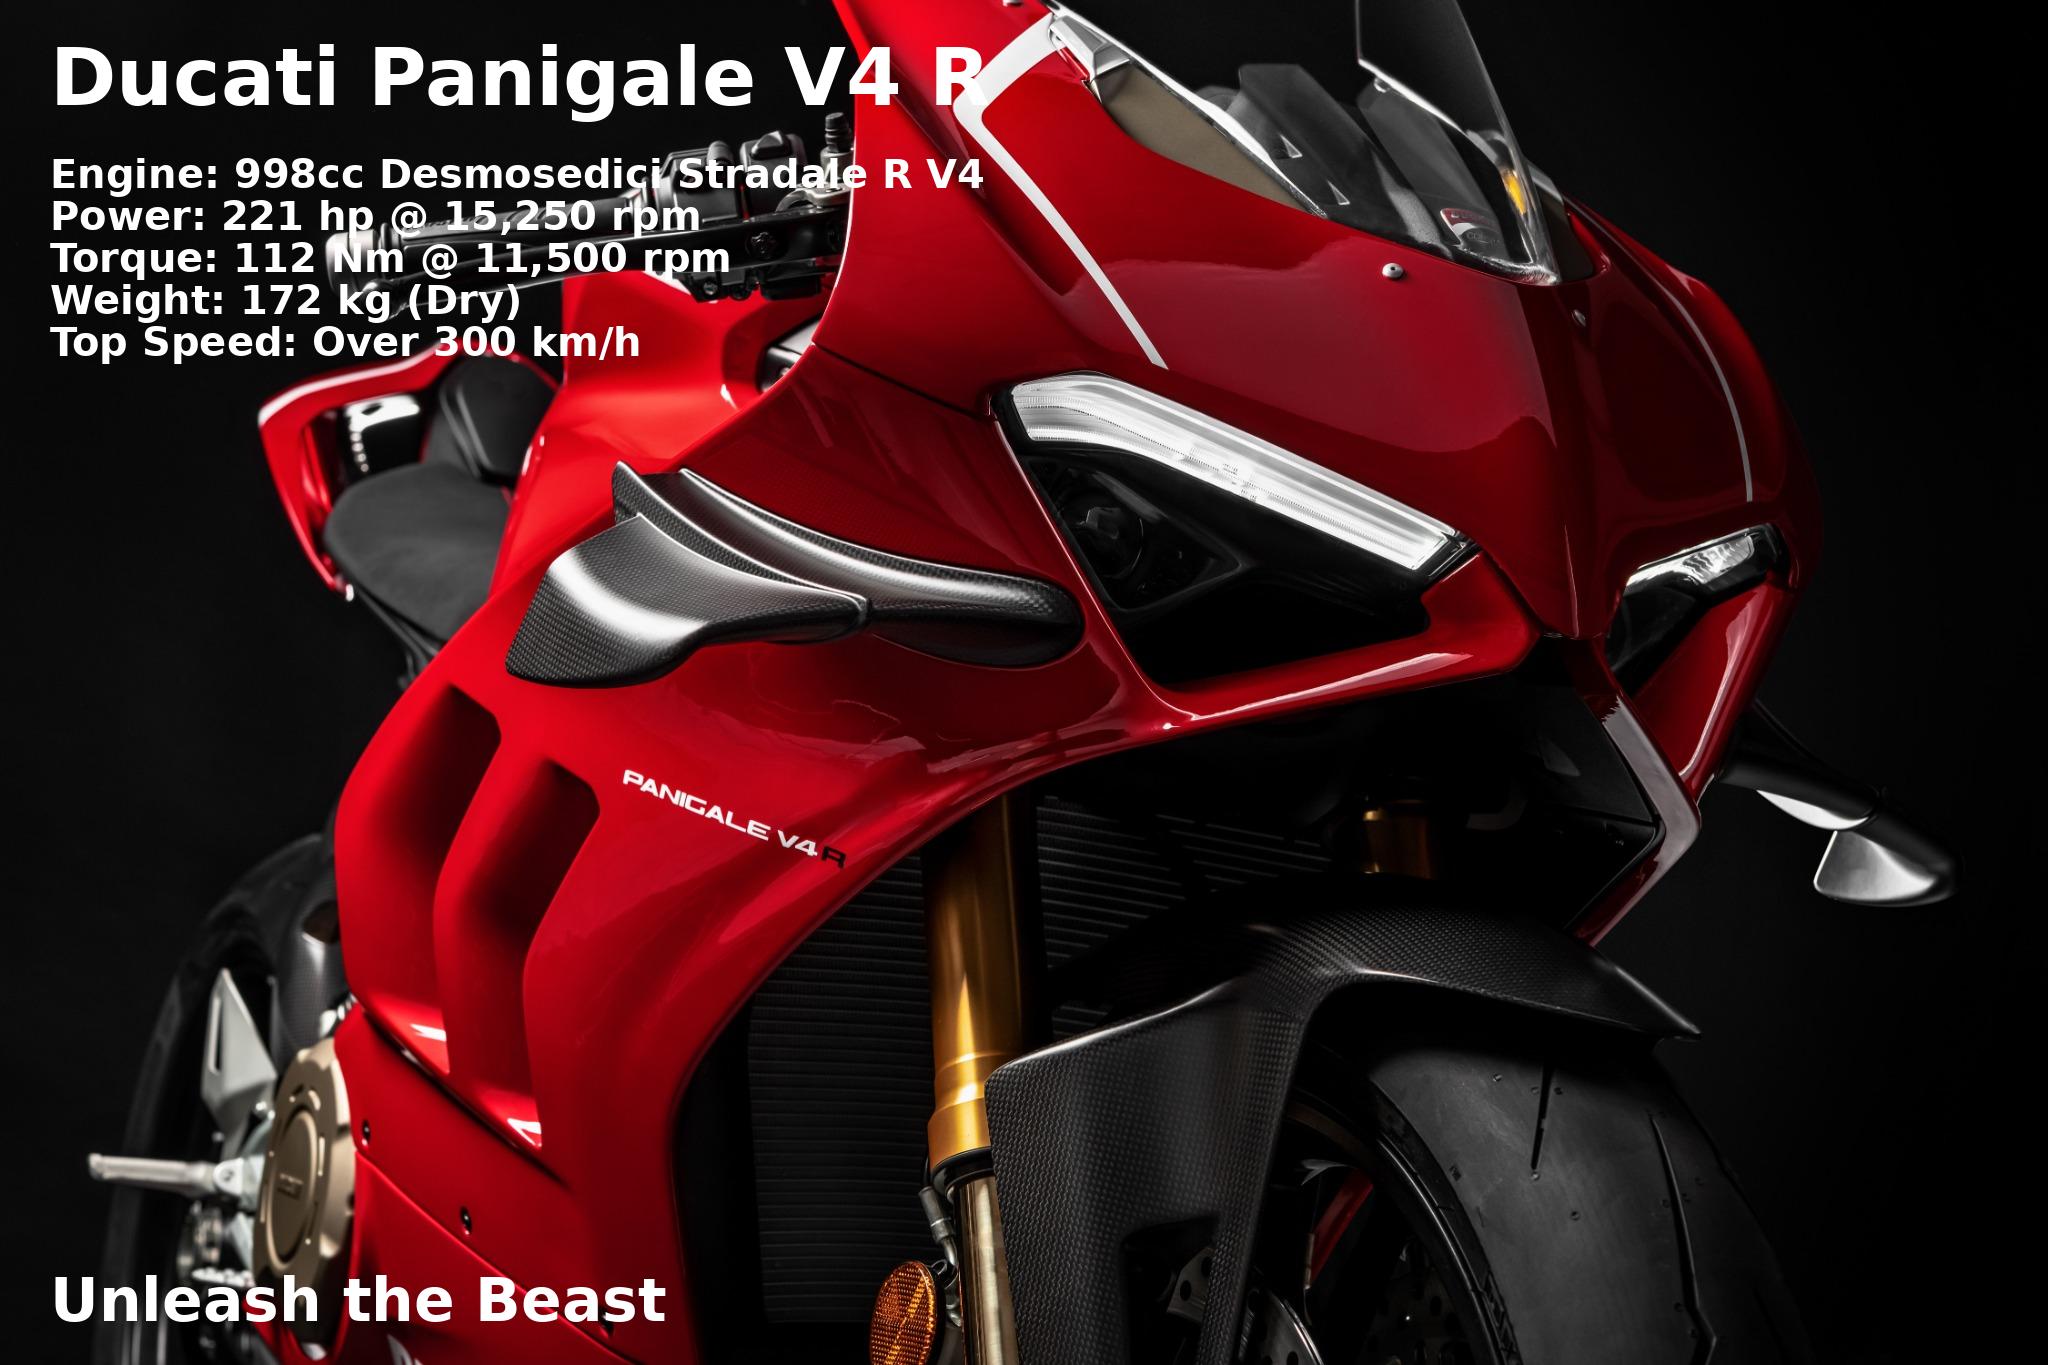 Ducati Panigale V4 R
Engine: 998cc Desmosedici Stradale R V4
Power: 221 hp @ 15,250 rpm
Torque: 112 Nm @ 11,500 rpm
Weight: 172 kg (Dry)
Top Speed: Over 300 km/h
PANIGALE V4 R
Unleash the Beast